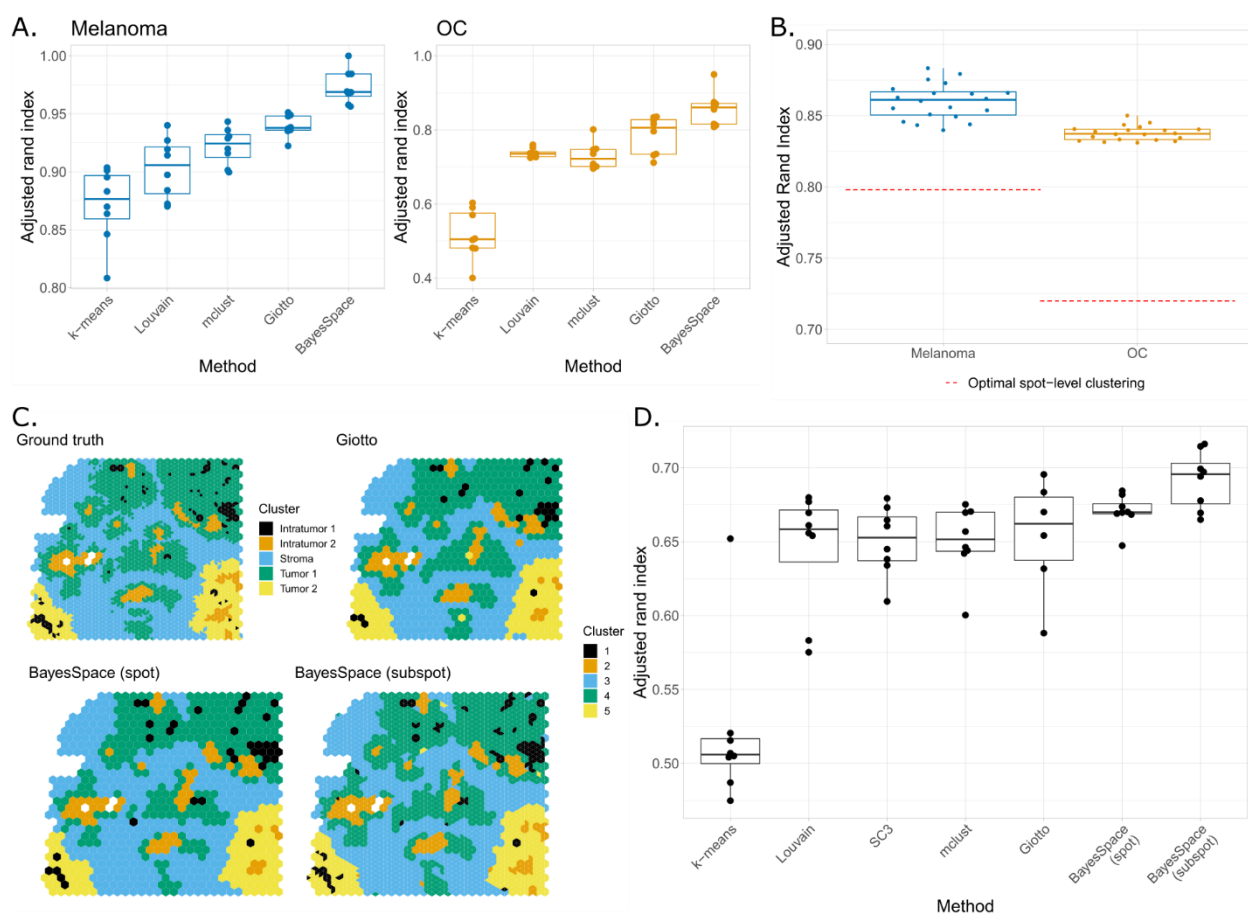 A.
Melanoma
Adjusted rand index
1.00
0.95
0.90
0.85
0.80
k-means
Louvain
mclust
Giotto
BayesSpace
Method
OC
Adjusted rand index
1.0
0.8
0.6
0.4
k-means
Louvain
mclust
Giotto
BayesSpace
Method
B.
Adjusted Rand Index
0.90
0.85
0.80
0.75
0.70
Melanoma
OC
Optimal spot-level clustering
C.
Ground truth
Cluster
Intratumor 1
Intratumor 2
Stroma
Tumor 1
Tumor 2
Giotto
BayesSpace (spot)
BayesSpace (subspot)
Cluster
1
2
3
4
5
D.
Adjusted rand index
0.70
0.65
0.60
0.55
0.50
k-means
Louvain
SC3
mclust
Giotto
BayesSpace
(spot)
BayesSpace
(subspot)
Method